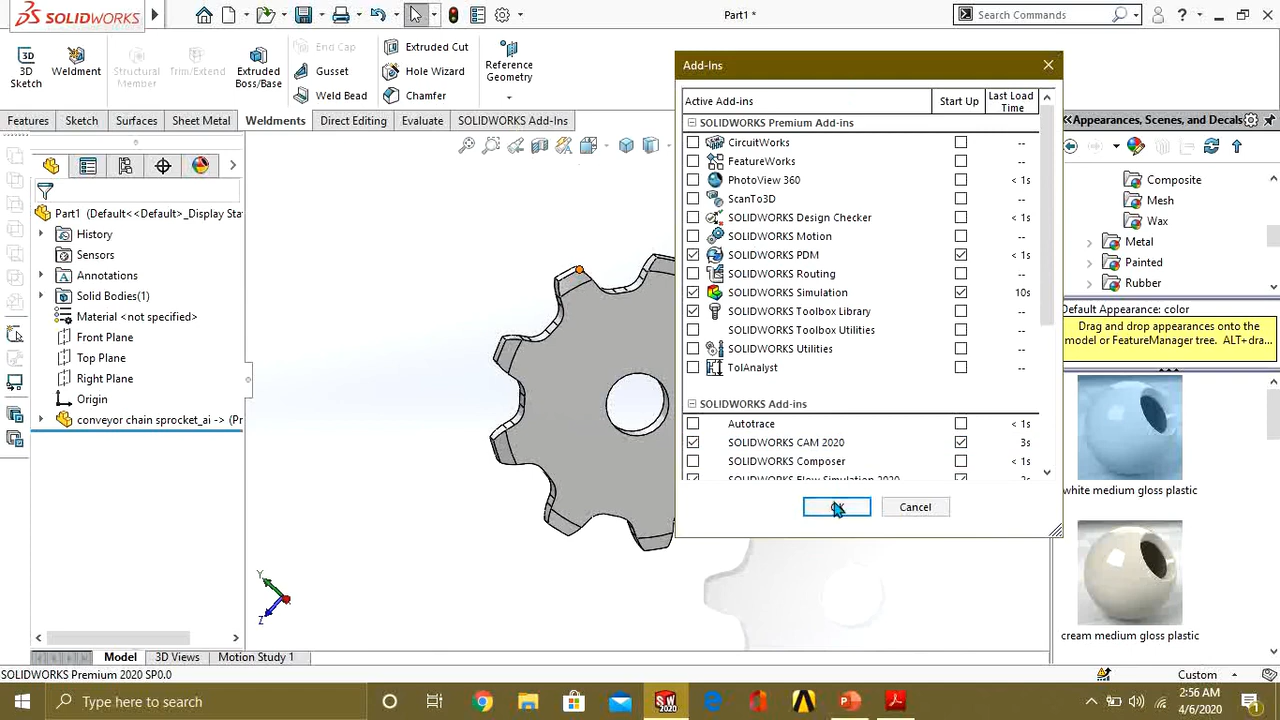 SOLIDWORKS
Part1 *
Search Commands
3D Sketch
Weldment
Structural Member
Trim/Extend
Extruded Boss/Base
End Cap
Gusset
Weld Bead
Extruded Cut
Hole Wizard
Chamfer
Reference Geometry
Features
Sketch
Surfaces
Sheet Metal
Weldments
Direct Editing
Evaluate
SOLIDWORKS Add-Ins
Part1 (Default<<Default>_Display Sta
History
Sensors
Annotations
Solid Bodies(1)
Material <not specified>
Front Plane
Top Plane
Right Plane
Origin
conveyor chain sprocket_ai -> (Pr
Y
Z
Add-Ins
Active Add-ins Start Up Last Load Time
SOLIDWORKS Premium Add-ins
CircuitWorks --
FeatureWorks --
PhotoView 360 < 1s
ScanTo3D --
SOLIDWORKS Design Checker < 1s
SOLIDWORKS Motion --
SOLIDWORKS PDM < 1s
SOLIDWORKS Routing --
SOLIDWORKS Simulation 10s
SOLIDWORKS Toolbox Library --
SOLIDWORKS Toolbox Utilities --
SOLIDWORKS Utilities --
TolAnalyst --
SOLIDWORKS Add-ins
Autotrace < 1s
SOLIDWORKS CAM 2020 3s
SOLIDWORKS Composer < 1s
SOLIDWORKS Flow Simulation 2020
Cancel
Appearances, Scenes, and Decals
Composite
Mesh
Wax
Metal
Painted
Rubber
Default Appearance: color
Drag and drop appearances onto the
model or FeatureManager tree. ALT+dra...
white medium gloss plastic
cream medium gloss plastic
Model
3D Views
Motion Study 1
SOLIDWORKS Premium 2020 SP0.0
Custom
Type here to search
2:56 AM
4/6/2020